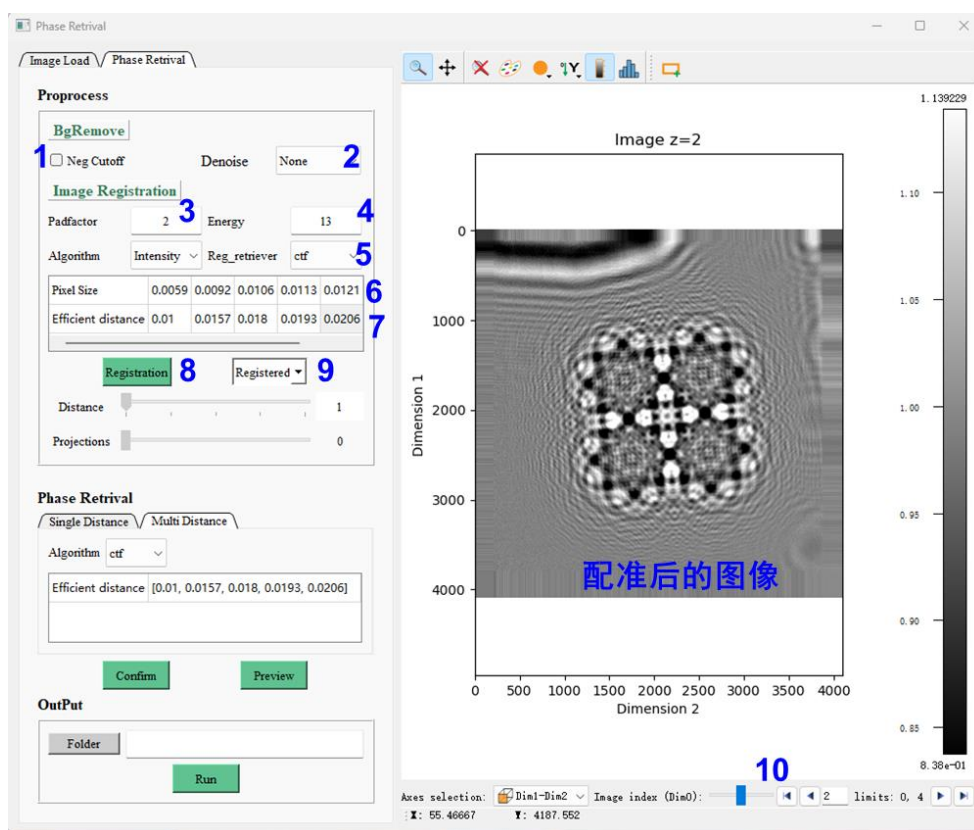 Phase Retrival
Image Load Phase Retrival
Proprocess
BgRemove
1 Neg Cutoff Denoise None 2
Image Registration
Padfactor 2 3 Energy 13 4
Algorithm Intensity Reg_retriever ctf 5
Pixel Size 0.0059 0.0092 0.0106 0.0113 0.0121 6
Efficient distance 0.01 0.0157 0.018 0.0193 0.0206 7
Registration 8 Registered 9
Distance 1
Projections 0
Phase Retrival
Single Distance Multi Distance
Algorithm ctf
Efficient distance [0.01, 0.0157, 0.018, 0.0193, 0.0206]
Confirm Preview
OutPut
Folder
Run
Y
Image z=2
0
1000
2000
3000
4000
Dimension 1
配准后的图像
0 500 1000 1500 2000 2500 3000 3500 4000
Dimension 2
1.139229
1.10
1.05
1.00
0.95
0.90
0.85
8.38e-01
10
Axes selection: Dim1-Dim2 Image index (Dim0): 2 limits: 0, 4
X: 55.46667 Y: 4187.552